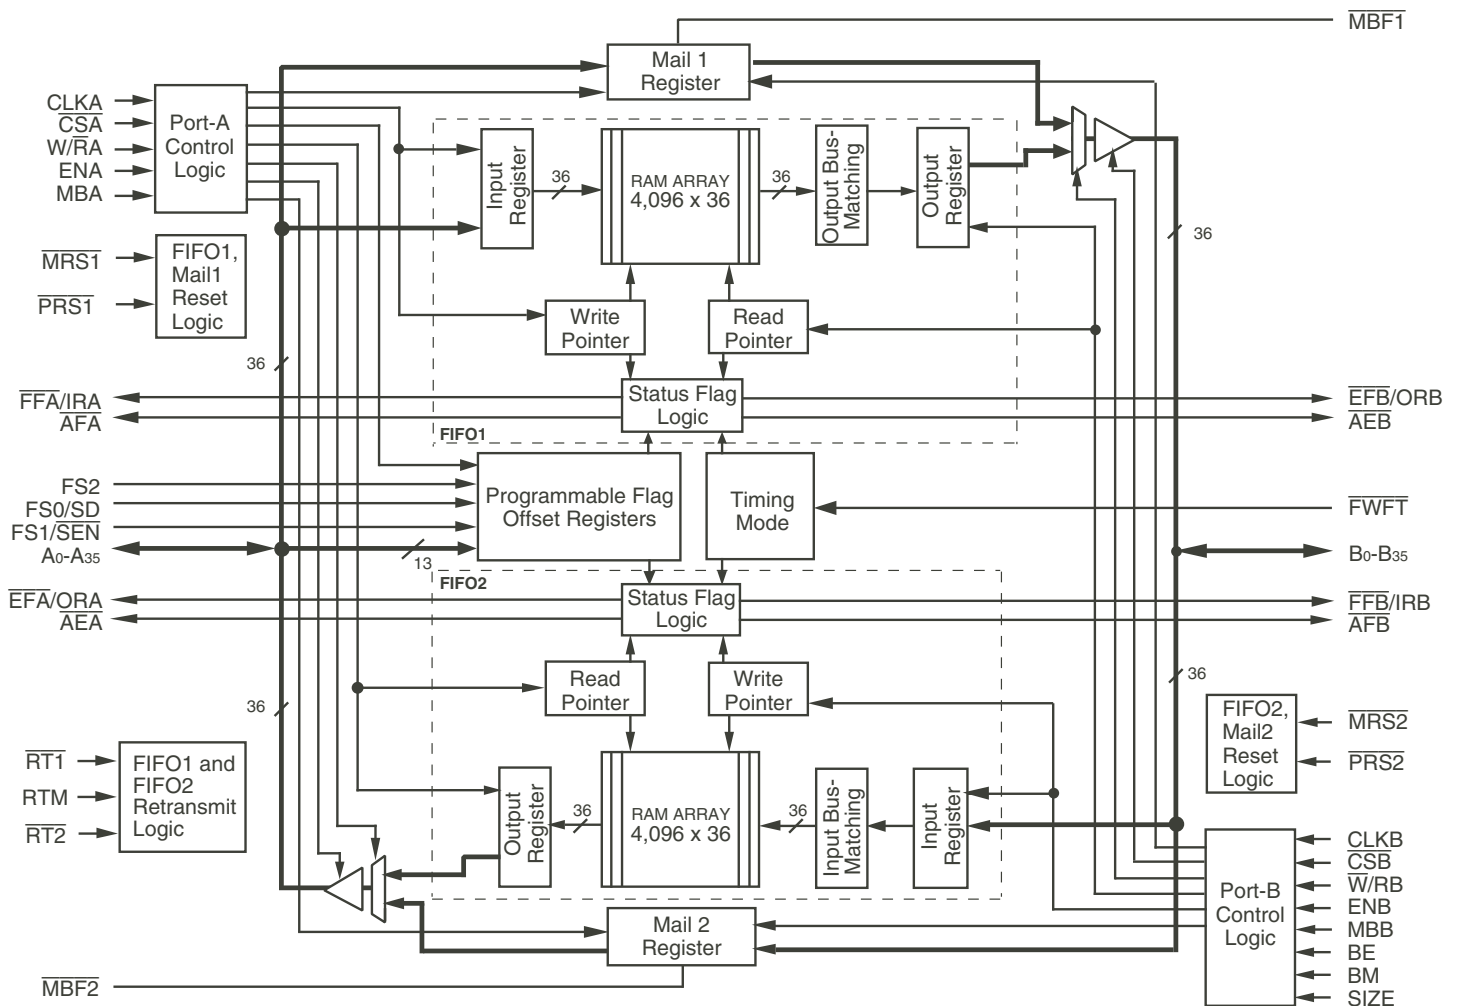 MBF1
Mail 1
Register
CLKA
CSA
W/RA
ENA
MBA
Port-A
Control
Logic
Input
Register
36
RAM ARRAY
4,096 x 36
36
Output Bus-
Matching
Output
Register
36
MRS1
PRS1
FIFO1,
Mail1
Reset
Logic
Write
Pointer
Read
Pointer
36
FFA/IRA
AFA
Status Flag
Logic
EFB/ORB
AEB
FIFO1
FS2
FS0/SD
FS1/SEN
A0-A35
13
Programmable Flag
Offset Registers
Timing
Mode
FWFT
B0-B35
FIFO2
EFA/ORA
AEA
Status Flag
Logic
FFB/IRB
AFB
Read
Pointer
Write
Pointer
36
36
FIFO2,
Mail2
Reset
Logic
MRS2
PRS2
RT1
RTM
RT2
FIFO1 and
FIFO2
Retransmit
Logic
Output
Register
36
RAM ARRAY
4,096 x 36
36
Input Bus-
Matching
Input
Register
Port-B
Control
Logic
CLKB
CSB
W/RB
ENB
MBB
BE
BM
SIZE
Mail 2
Register
MBF2